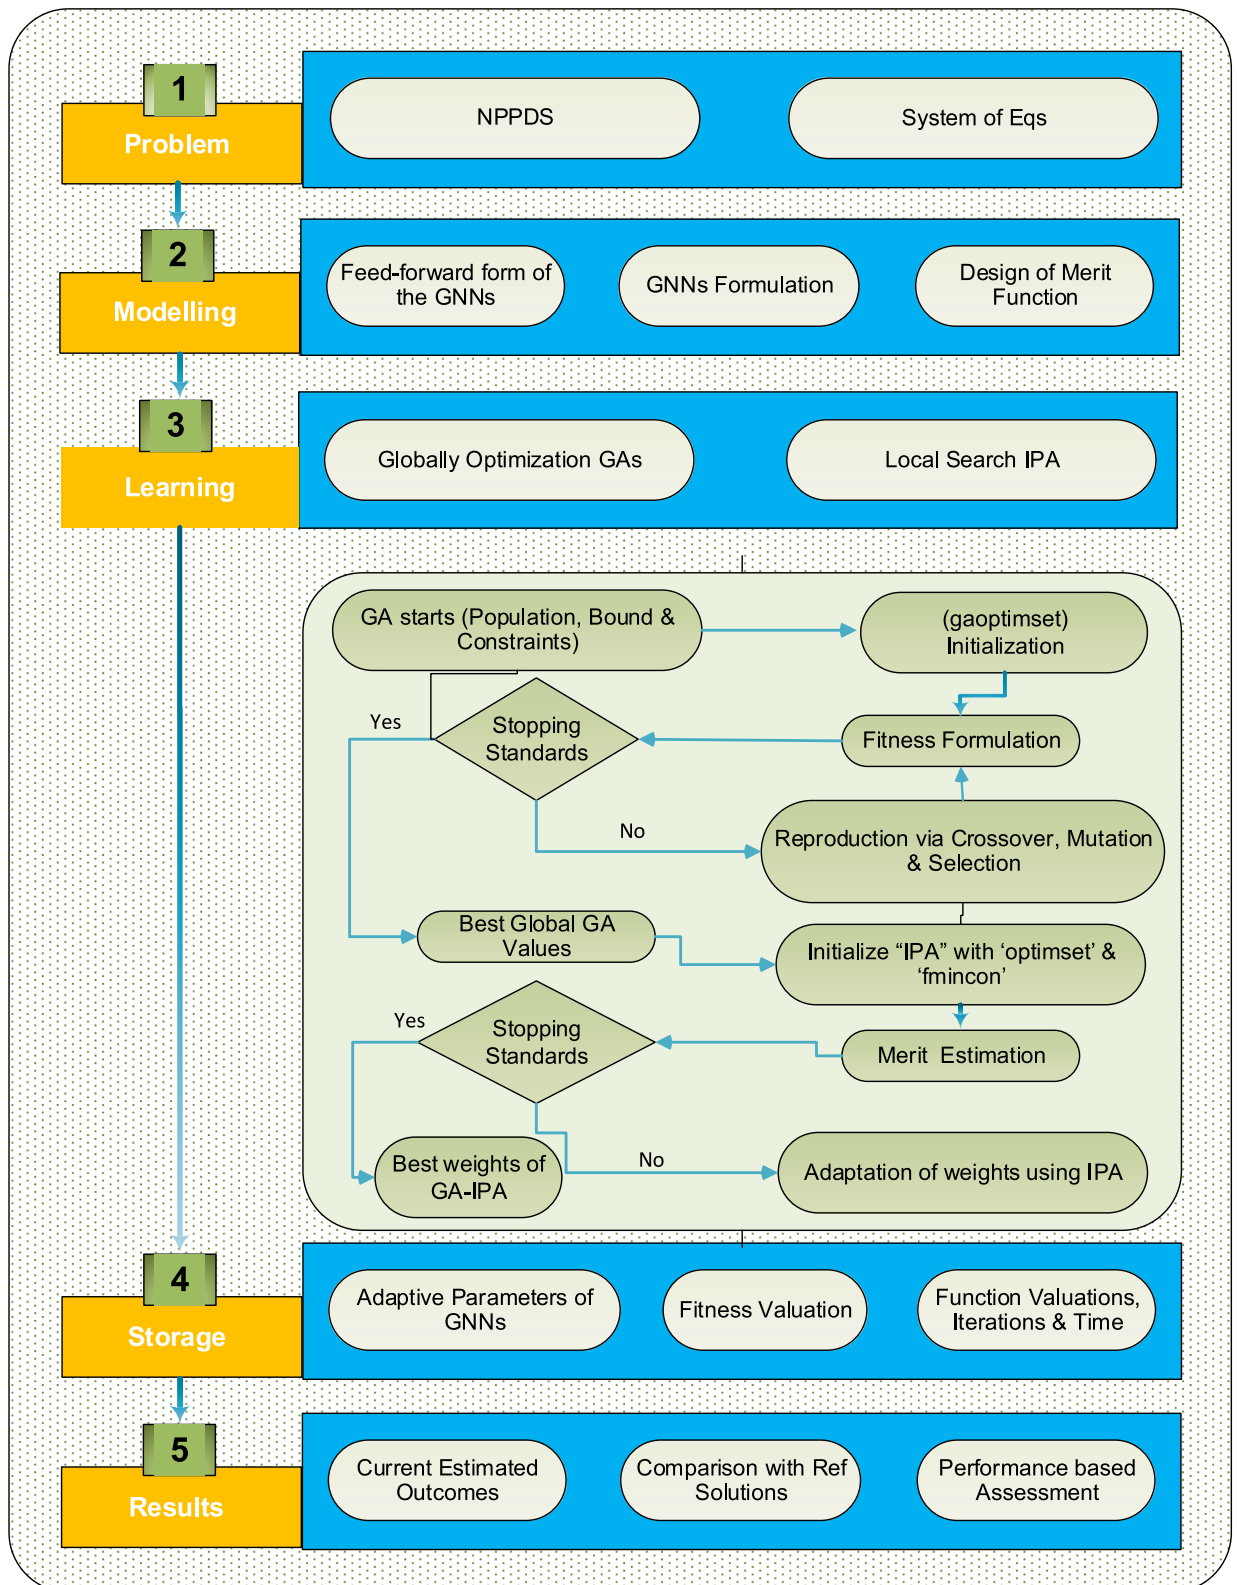 1
Problem
NPPDS
System of Eqs
2
Modelling
Feed-forward form of
the GNNs
GNNs Formulation
Design of Merit
Function
3
Learning
Globally Optimization GAs
Local Search IPA
GA starts (Population, Bound &
Constraints)
(gaoptimset)
Initialization
Yes
Stopping
Standards
Fitness Formulation
No
Reproduction via Crossover, Mutation
& Selection
Best Global GA
Values
Initialize “IPA” with ‘optimset’ &
‘fmincon’
Yes
Stopping
Standards
Merit Estimation
Best weights of
GA-IPA
No
Adaptation of weights using IPA
4
Storage
Adaptive Parameters of
GNNs
Fitness Valuation
Function Valuations,
Iterations & Time
5
Results
Current Estimated
Outcomes
Comparison with Ref
Solutions
Performance based
Assessment